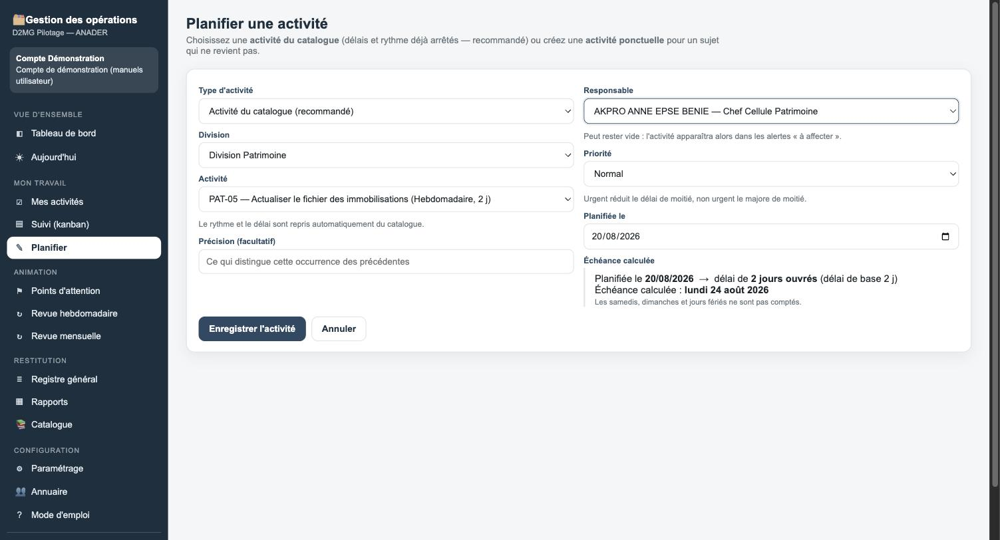 Gestion des opérations
D2MG Pilotage — ANADER
Compte Démonstration
Compte de démonstration (manuels
utilisateur)
VUE D'ENSEMBLE
Tableau de bord
Aujourd'hui
MON TRAVAIL
Mes activités
Suivi (kanban)
Planifier
ANIMATION
Points d'attention
Revue hebdomadaire
Revue mensuelle
RESTITUTION
Registre général
Rapports
Catalogue
CONFIGURATION
Paramétrage
Annuaire
? Mode d'emploi
Planifier une activité
Choisissez une activité du catalogue (délais et rythme déjà arrêtés — recommandé) ou créez une activité ponctuelle pour un sujet
qui ne revient pas.
Type d'activité
Activité du catalogue (recommandé)
Division
Division Patrimoine
Activité
PAT-05 — Actualiser le fichier des immobilisations (Hebdomadaire, 2 j)
Le rythme et le délai sont repris automatiquement du catalogue.
Précision (facultatif)
Ce qui distingue cette occurrence des précédentes
Responsable
AKPRO ANNE EPSE BENIE — Chef Cellule Patrimoine
Peut rester vide : l'activité apparaîtra alors dans les alertes « à affecter ».
Priorité
Normal
Urgent réduit le délai de moitié, non urgent le majore de moitié.
Planifiée le
20/08/2026
Échéance calculée
Planifiée le 20/08/2026 → délai de 2 jours ouvrés (délai de base 2 j)
Échéance calculée : lundi 24 août 2026
Les samedis, dimanches et jours fériés ne sont pas comptés.
Enregistrer l'activité
Annuler